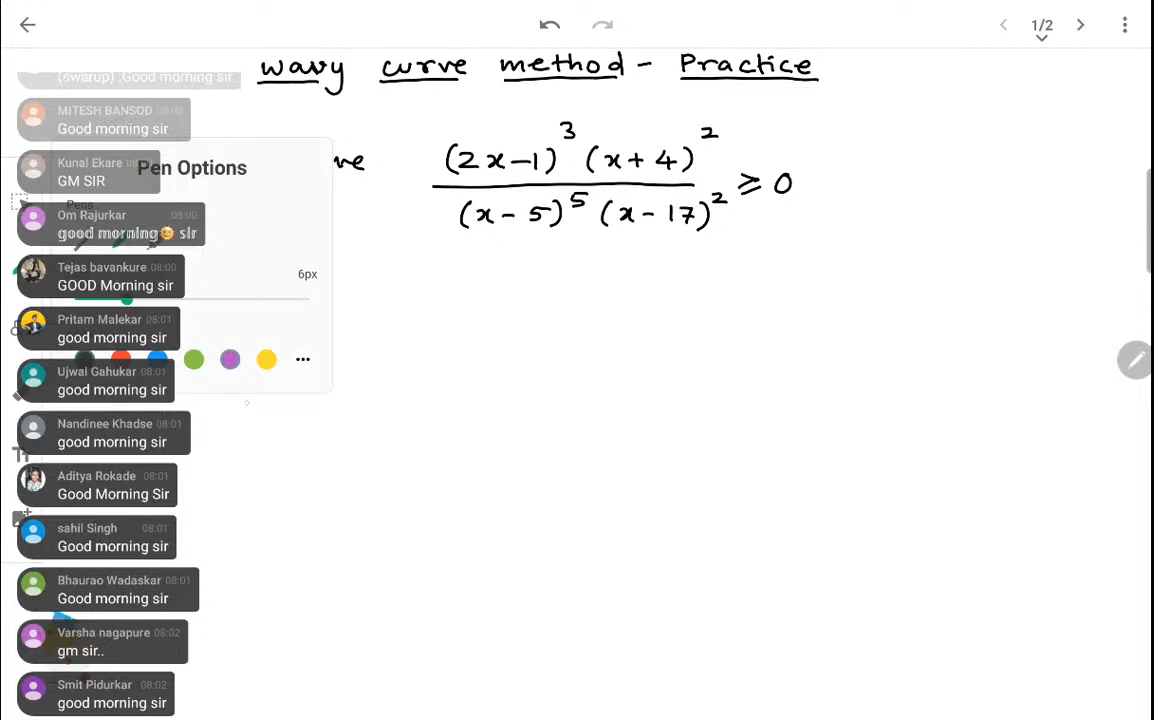 1/2
wavy curve method - Practice
(swarup) .Good morning sir
MITESH BANSOD 08:00
Good morning sir
(2x-1)³ (x+4)²
ve
Kunal Ekare
GM SIR
Pen Options
≥ 0
Pens
(x-5)⁵ (x-17)²
Om Rajurkar 08:00
good morning😉 sir
Tejas bavankure 08:00
GOOD Morning sir
6px
Pritam Malekar 08:01
good morning sir
Ujwal Gahukar 08:01
good morning sir
Nandinee Khadse 08:01
good morning sir
Aditya Rokade 08:01
Good Morning Sir
sahil Singh 08:01
Good morning sir
Bhaurao Wadaskar 08:01
Good morning sir
Varsha nagapure 08:02
gm sir..
Smit Pidurkar 08:02
good morning sir